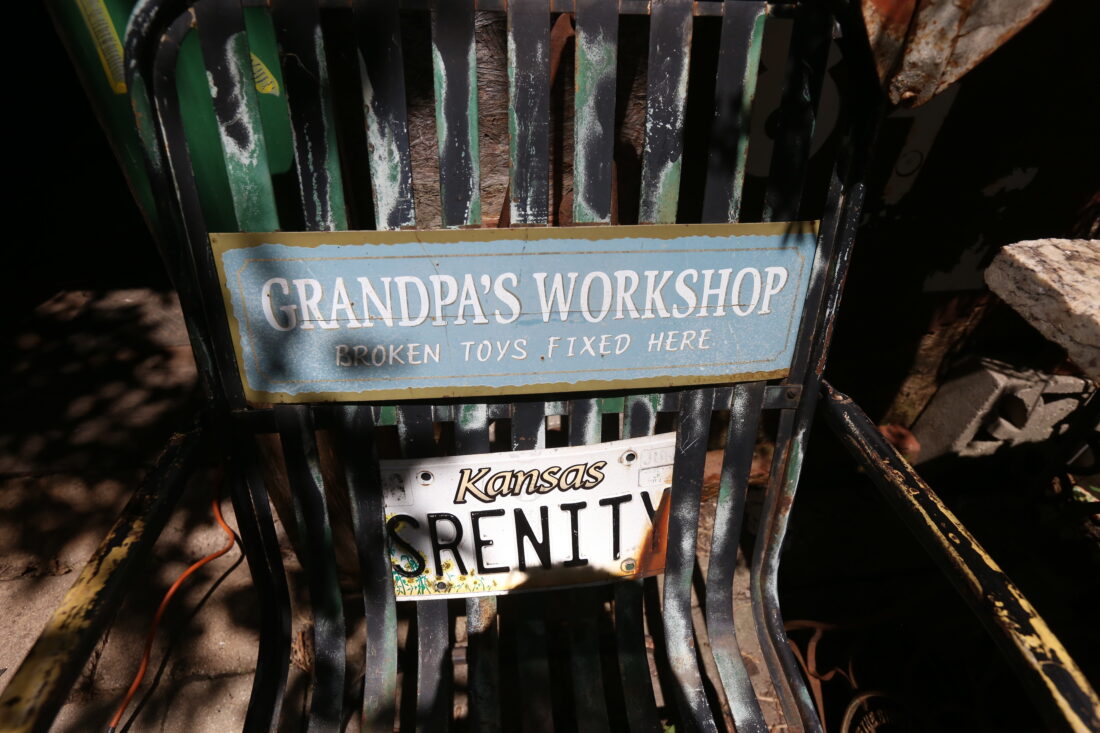 GRANDPA'S WORKSHOP
BROKEN TOYS FIXED HERE
Kansas
SRENITY